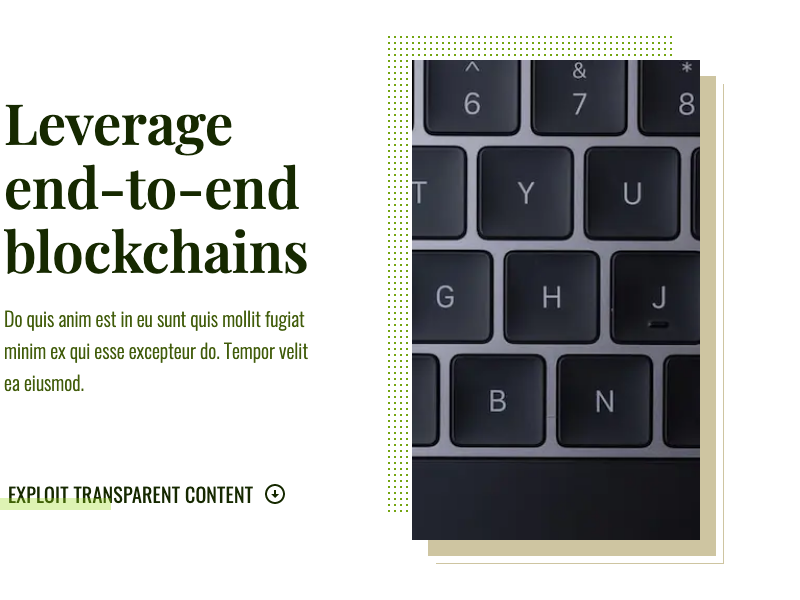 Leverage
end-to-end
blockchains
Do quis anim est in eu sunt quis mollit fugiat
minim ex qui esse excepteur do. Tempor velit
ea eiusmod.
EXPLOIT TRANSPARENT CONTENT
^ & *
6 7 8
T Y U
G H J
B N